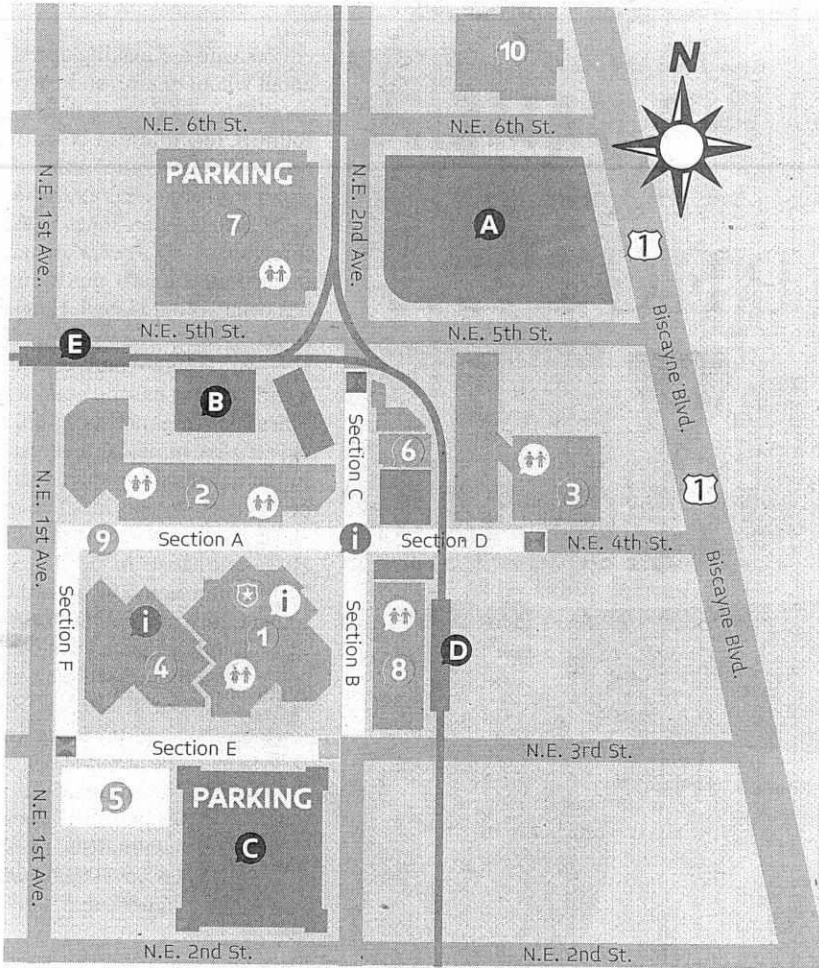 10
N
N.E. 6th St.
N.E. 6th St.
PARKING
7
N.E. 1st Ave..
N.E. 2nd Ave.
A
1
N.E. 5th St.
N.E. 5th St.
Biscayne Blvd.
E
B
Section C
6
3
1
2
N.E. 1st Ave.
9
Section A
i
Section D
N.E. 4th St.
Biscayne Blvd.
Section F
i
i
1
4
Section B
8
D
Section E
N.E. 3rd St.
5
PARKING
C
N.E. 1st Ave.
N.E. 2nd St.
N.E. 2nd St.